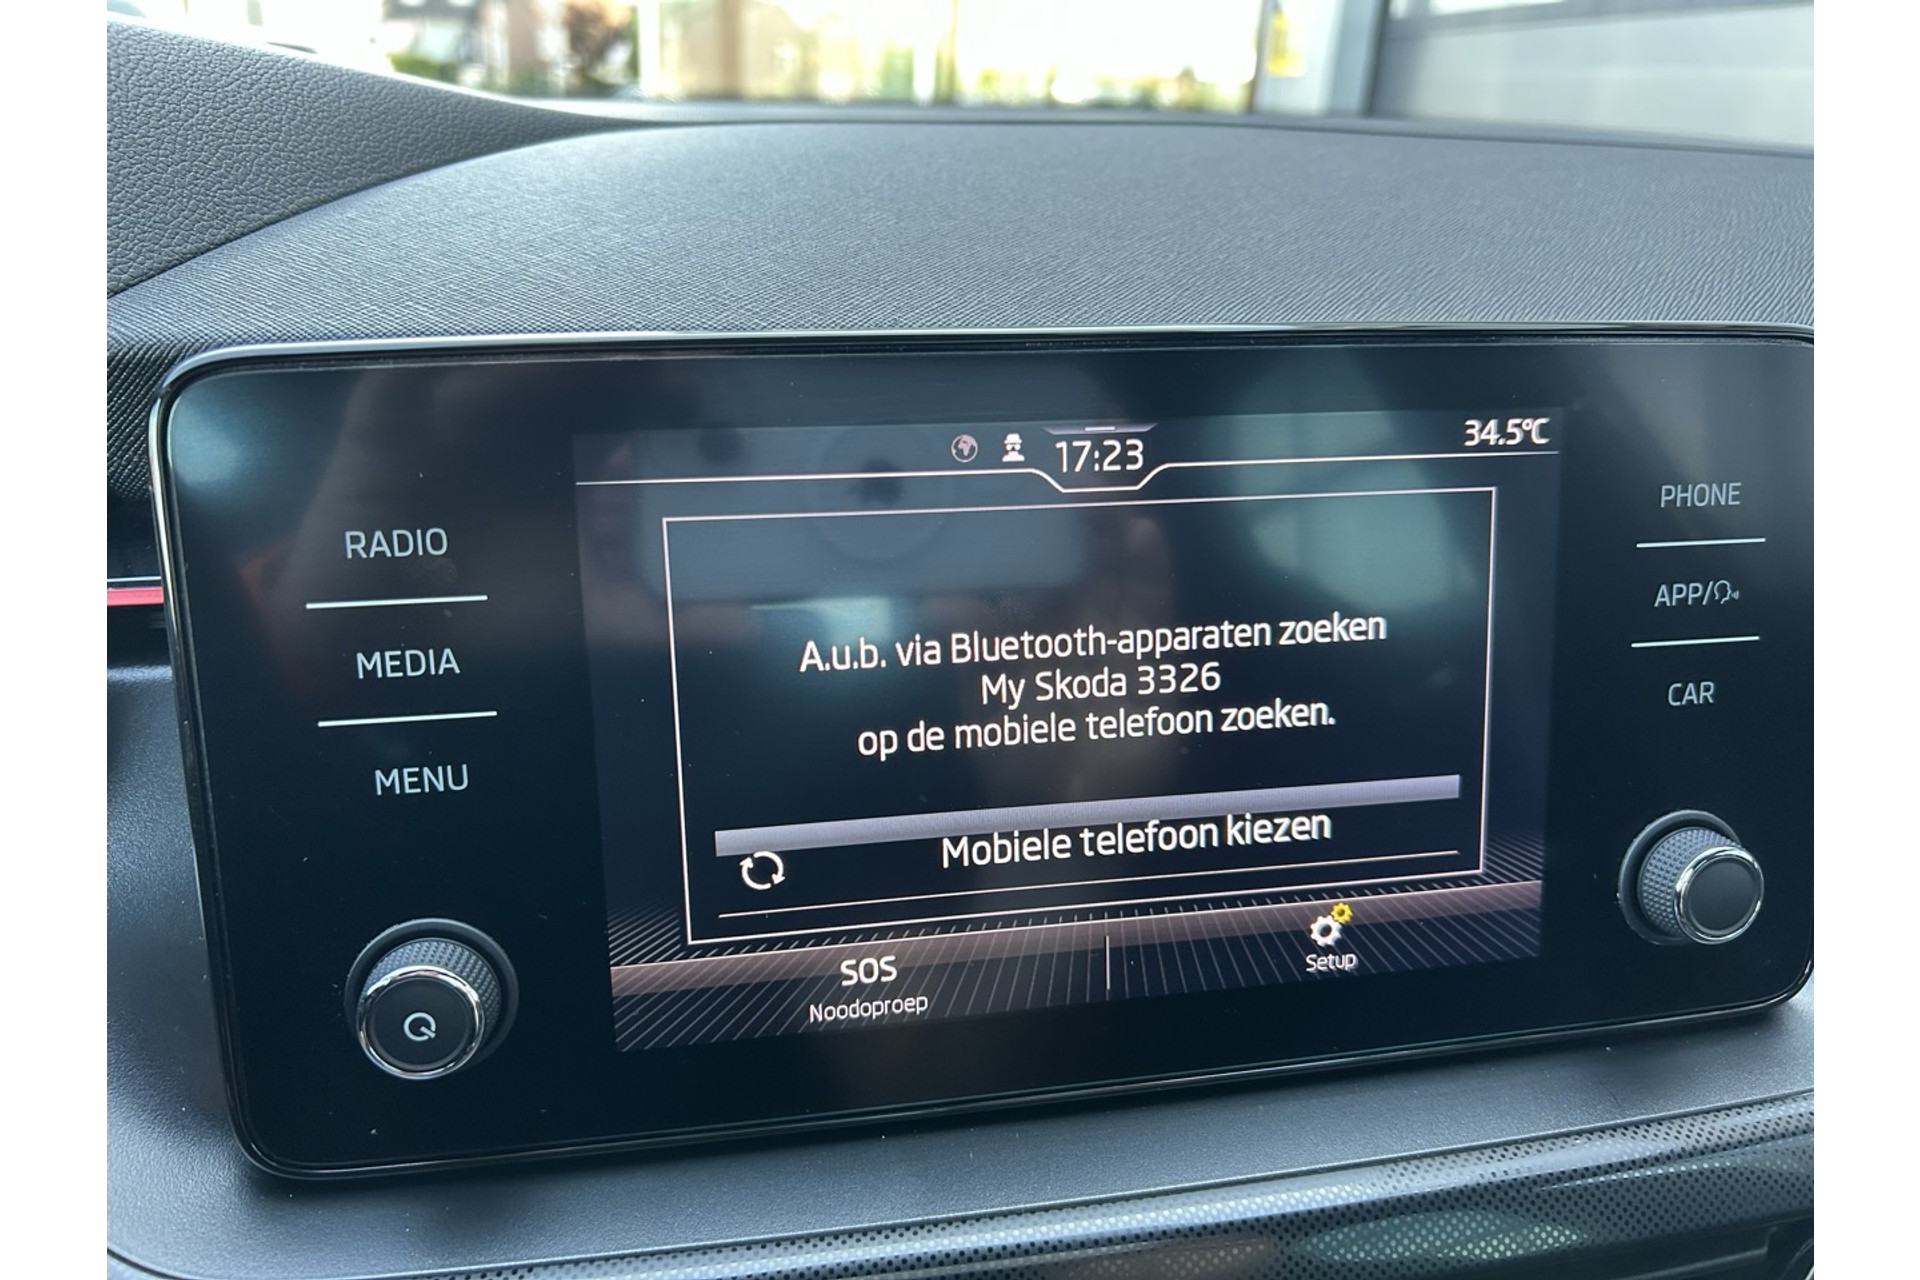 17:23
34.5°C
RADIO
MEDIA
MENU
A.u.b. via Bluetooth-apparaten zoeken
My Skoda 3326
op de mobiele telefoon zoeken.
Mobiele telefoon kiezen
SOS
Noodoproep
Setup
PHONE
APP/
CAR